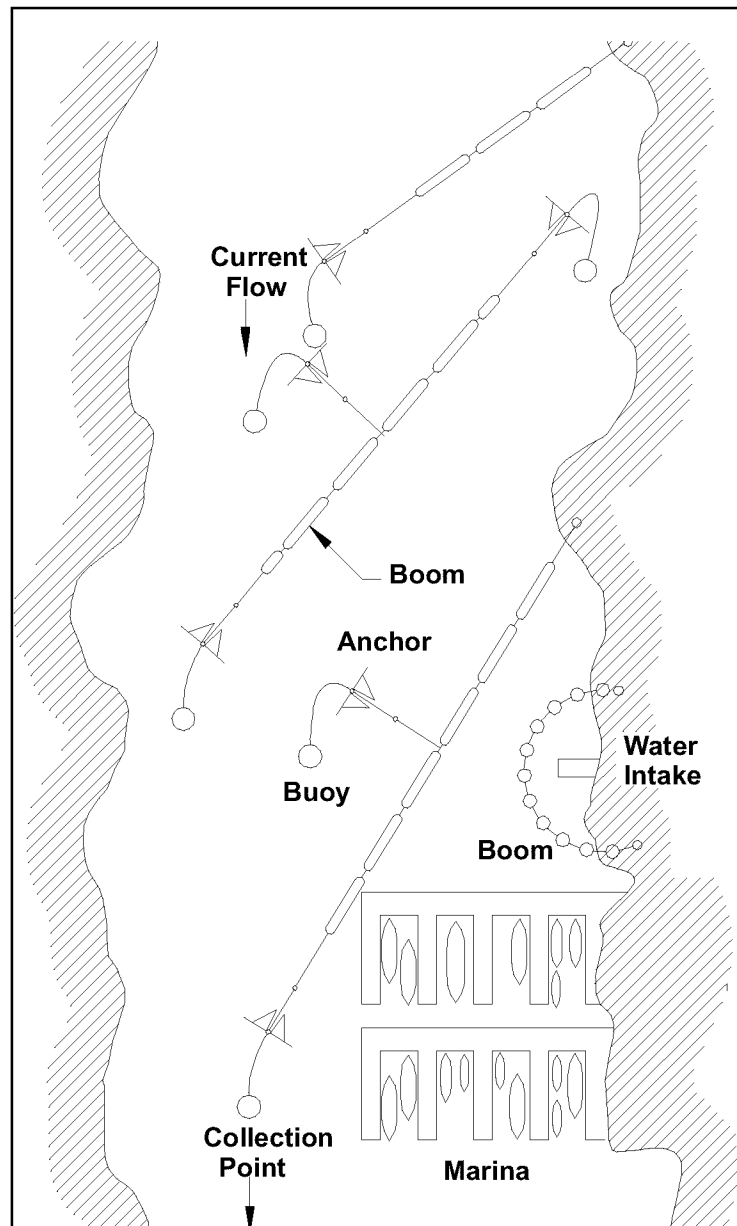 Current
Flow
Boom
Anchor
Water
Intake
Buoy
Boom
Collection
Point
Marina